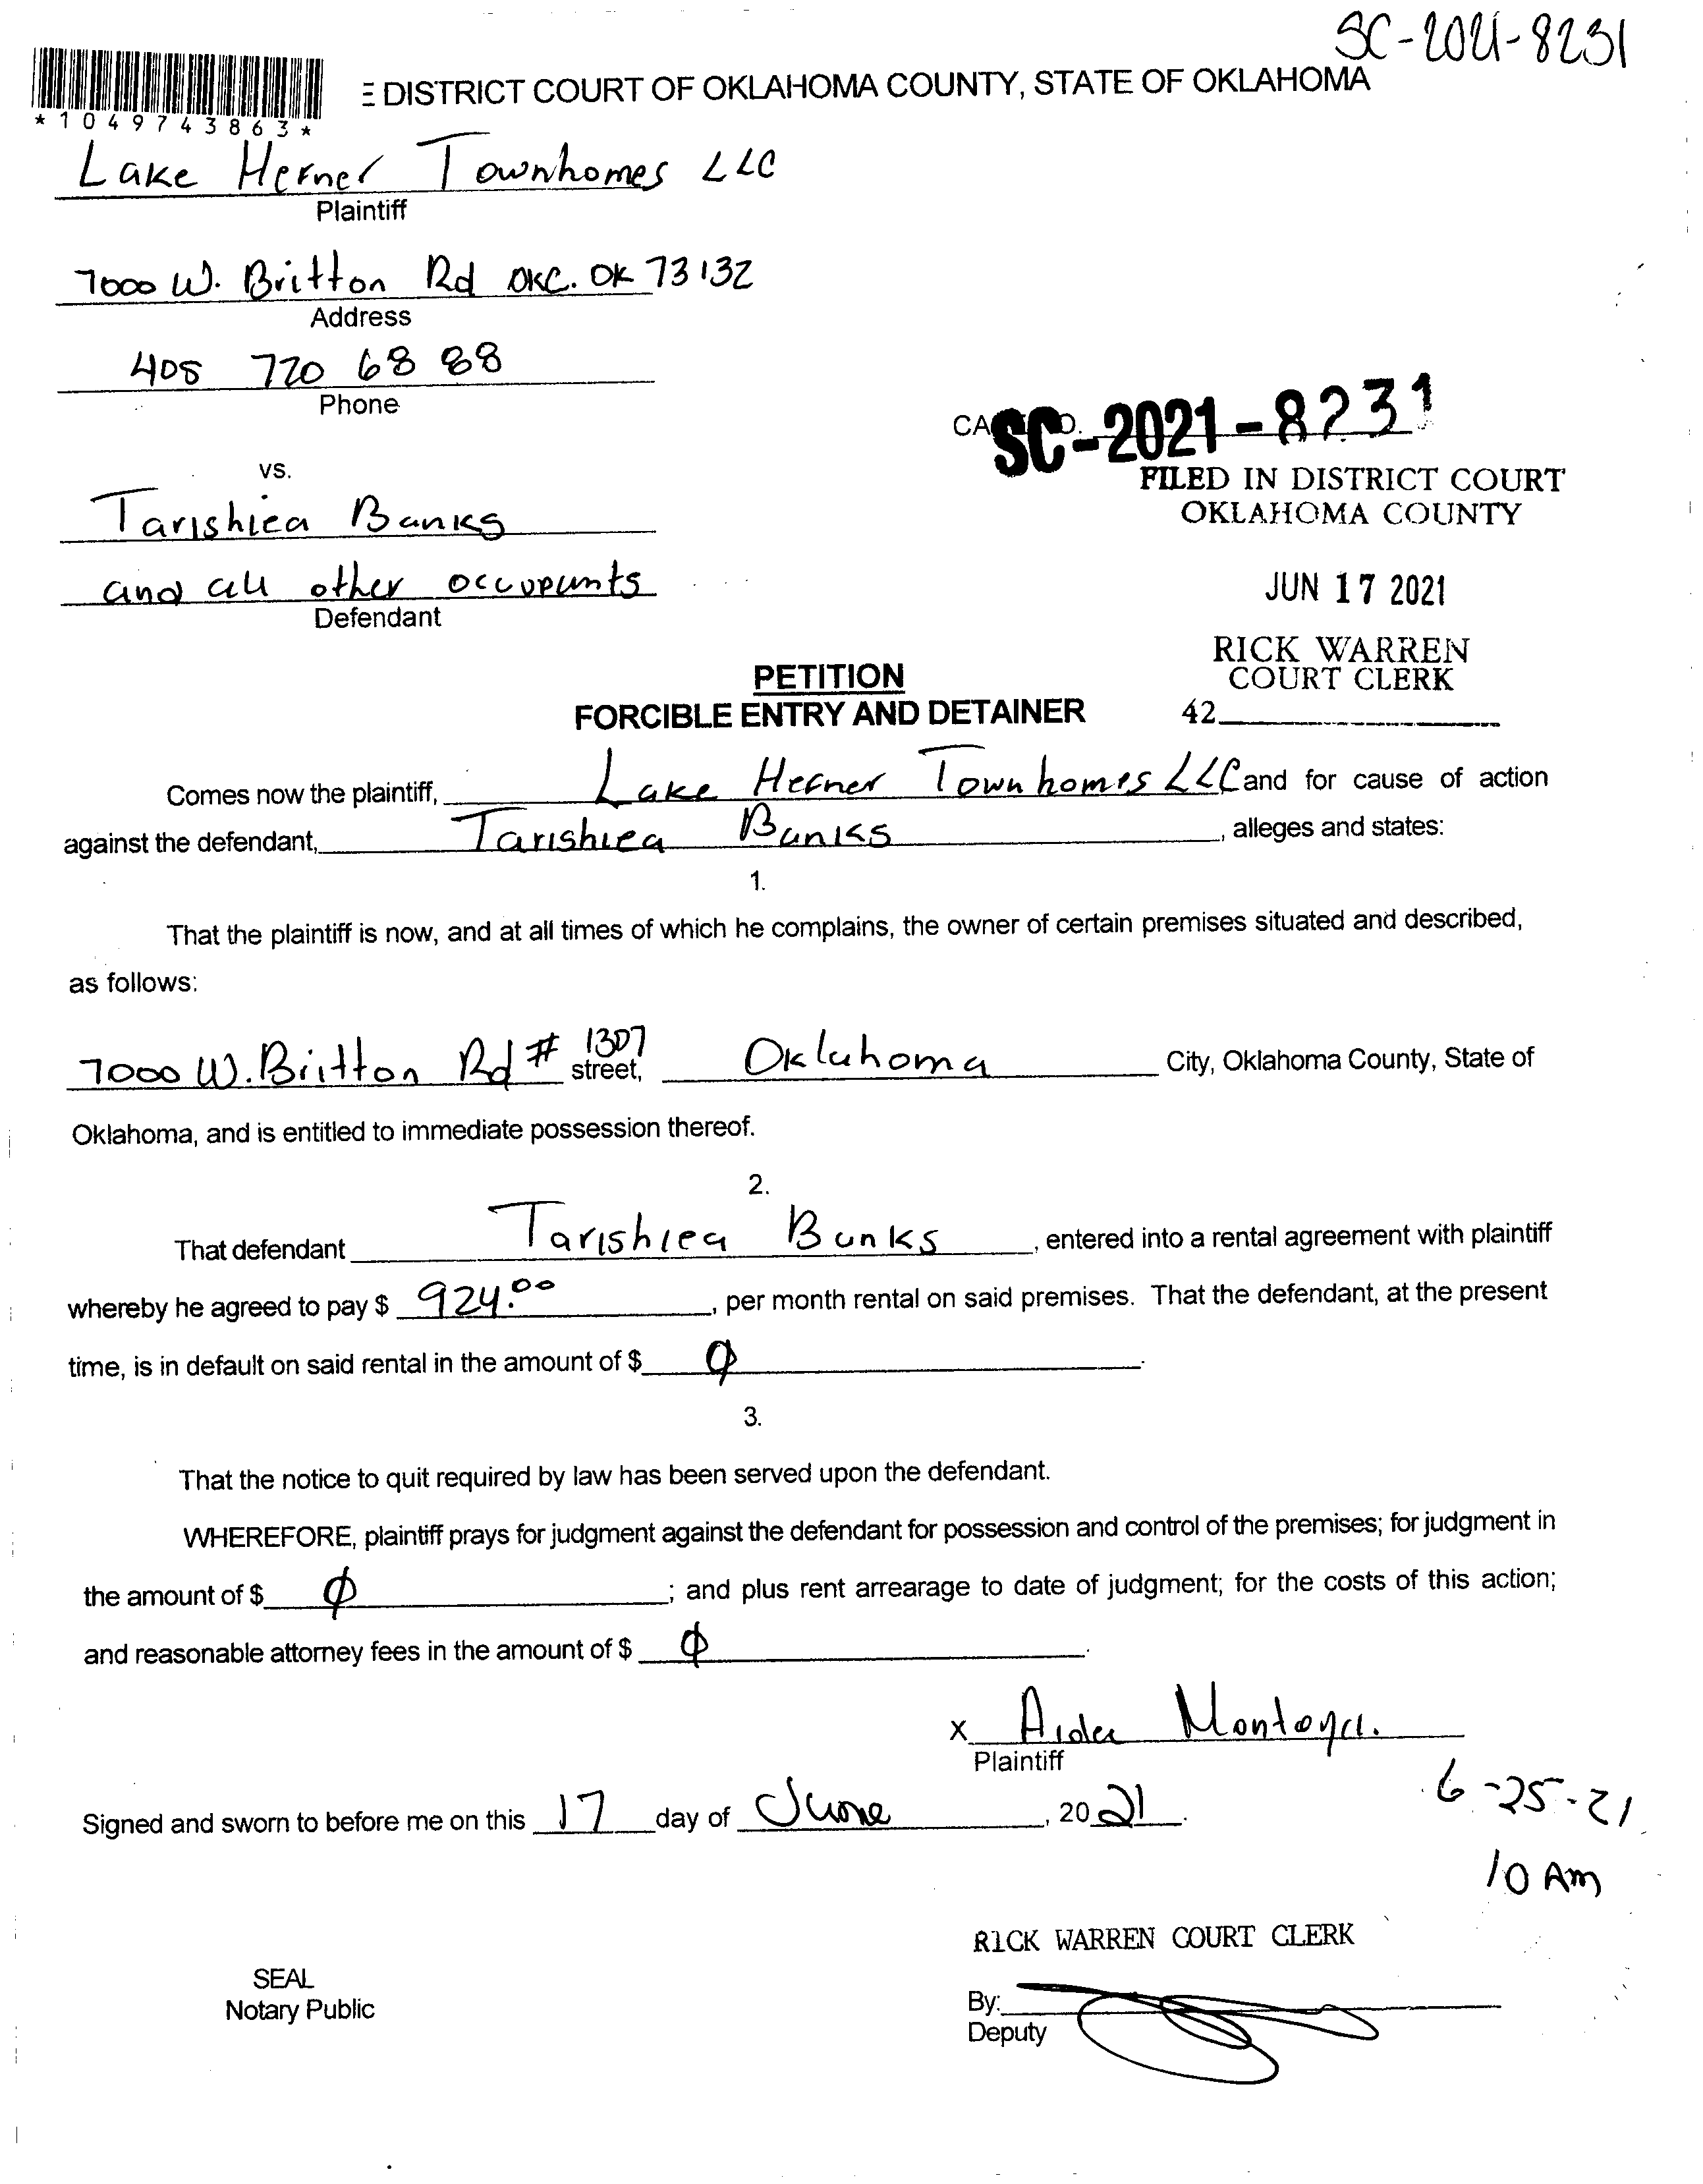 SC-2021-8231
E DISTRICT COURT OF OKLAHOMA COUNTY, STATE OF OKLAHOMA
*1049743863*
Lake Hefner Townhomes LLC
Plaintiff
7000 W. Britton Rd OKC. OK 73132
Address
405 720 68 88
Phone
CA O. SC-2021-8231
vs.
FILED IN DISTRICT COURT
OKLAHOMA COUNTY
Tarishiea Banks
and all other occupants
Defendant
JUN 17 2021
RICK WARREN
COURT CLERK
42
PETITION
FORCIBLE ENTRY AND DETAINER
Comes now the plaintiff, Lake Hefner Townhomes LLC and for cause of action
against the defendant, Tarishiea Banks, alleges and states:
1.
That the plaintiff is now, and at all times of which he complains, the owner of certain premises situated and described,
as follows:
7000 W. Britton Rd # 1307 street, Oklahoma City, Oklahoma County, State of
Oklahoma, and is entitled to immediate possession thereof.
2.
That defendant Tarishiea Banks, entered into a rental agreement with plaintiff
whereby he agreed to pay $ 924.00, per month rental on said premises. That the defendant, at the present
time, is in default on said rental in the amount of $ Ø.
3.
That the notice to quit required by law has been served upon the defendant.
WHEREFORE, plaintiff prays for judgment against the defendant for possession and control of the premises; for judgment in
the amount of $ Ø; and plus rent arrearage to date of judgment; for the costs of this action;
and reasonable attorney fees in the amount of $ Ø.
x Aida Montoya.
Plaintiff
6-25-21
Signed and sworn to before me on this 17 day of June, 2021.
10 AM
RICK WARREN COURT CLERK
SEAL
Notary Public
By:
Deputy